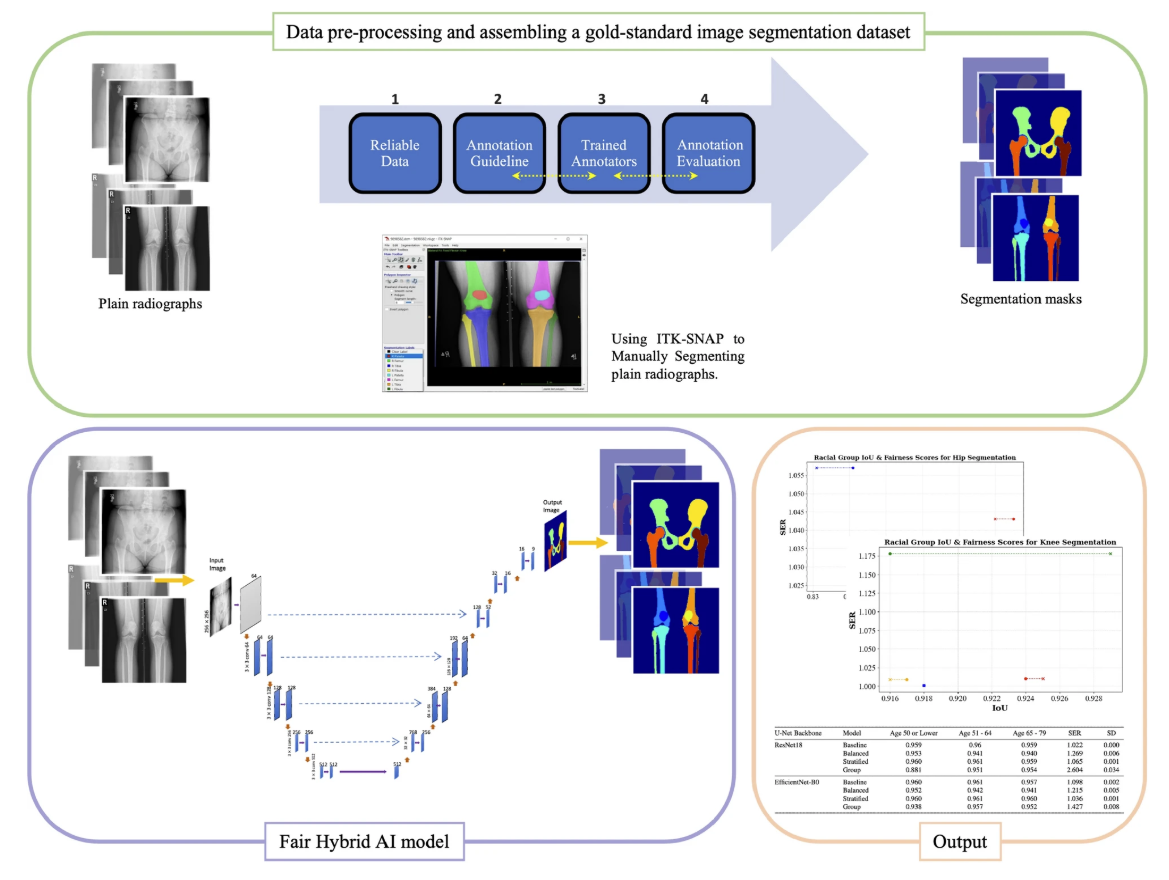 Data pre-processing and assembling a gold-standard image segmentation dataset
1
2
3
4
Reliable
Data
Annotation
Guideline
Trained
Annotators
Annotation
Evaluation
Plain radiographs
Using ITK-SNAP to
Manually Segmenting
plain radiographs.
Segmentation masks
R
R
Input
Image
256 × 256
64
3 × 3 conv 64
64 64
3 × 3 conv 128
128 128
256 256
512 512
512
768 256
384 128
192 64
128 52
32 16
18 9
Output
Image
Fair Hybrid AI model
Racial Group IoU & Fairness Scores for Hip Segmentation
SER
1.055
1.045
1.040
1.035
1.030
1.025
0.83
Racial Group IoU & Fairness Scores for Knee Segmentation
SER
1.175
1.150
1.125
1.100
1.075
1.050
1.025
1.000
0.916 0.918 0.920 0.922 0.924 0.926 0.928
IoU
U-Net Backbone Model Age 50 or Lower Age 51 - 64 Age 65 - 79 SER SD
ResNet18 Baseline 0.959 0.96 0.959 1.022 0.000
Balanced 0.953 0.941 0.940 1.269 0.006
Stratified 0.960 0.961 0.959 1.065 0.001
Group 0.881 0.951 0.954 2.604 0.034
EfficientNet-B0 Baseline 0.960 0.961 0.957 1.098 0.002
Balanced 0.952 0.942 0.941 1.215 0.005
Stratified 0.960 0.961 0.960 1.036 0.001
Group 0.938 0.957 0.952 1.427 0.008
Output